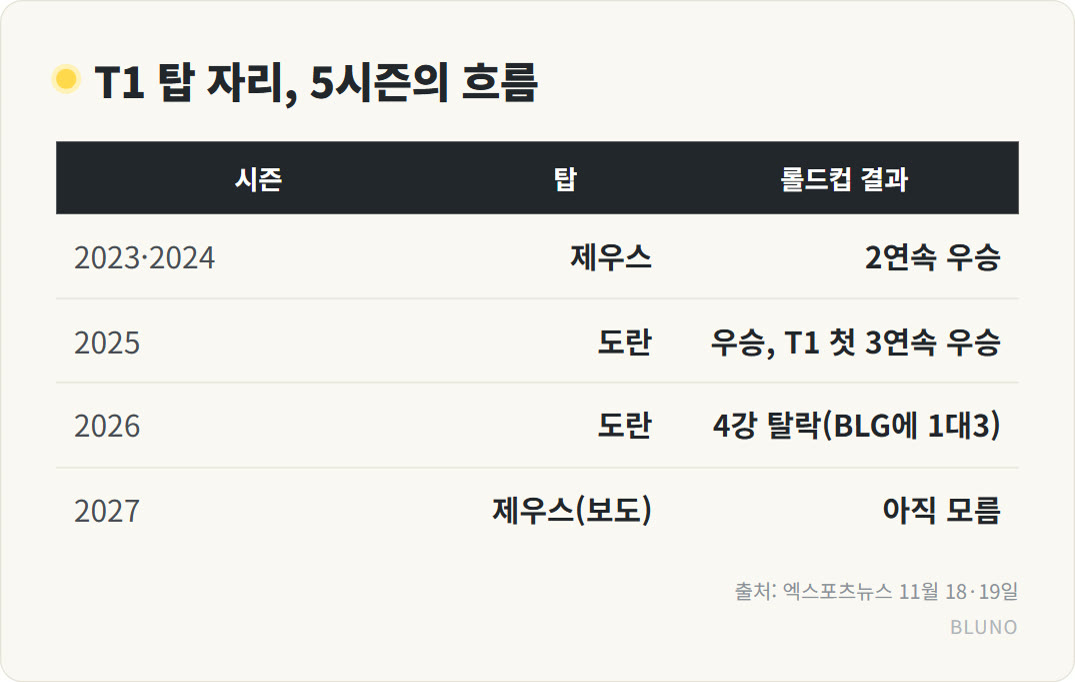 T1 탑 자리, 5시즌의 흐름
시즌 탑 롤드컵 결과
2023·2024 제우스 2연속 우승
2025 도란 우승, T1 첫 3연속 우승
2026 도란 4강 탈락(BLG에 1대3)
2027 제우스(보도) 아직 모름
출처: 엑스포츠뉴스 11월 18·19일
BLUNO